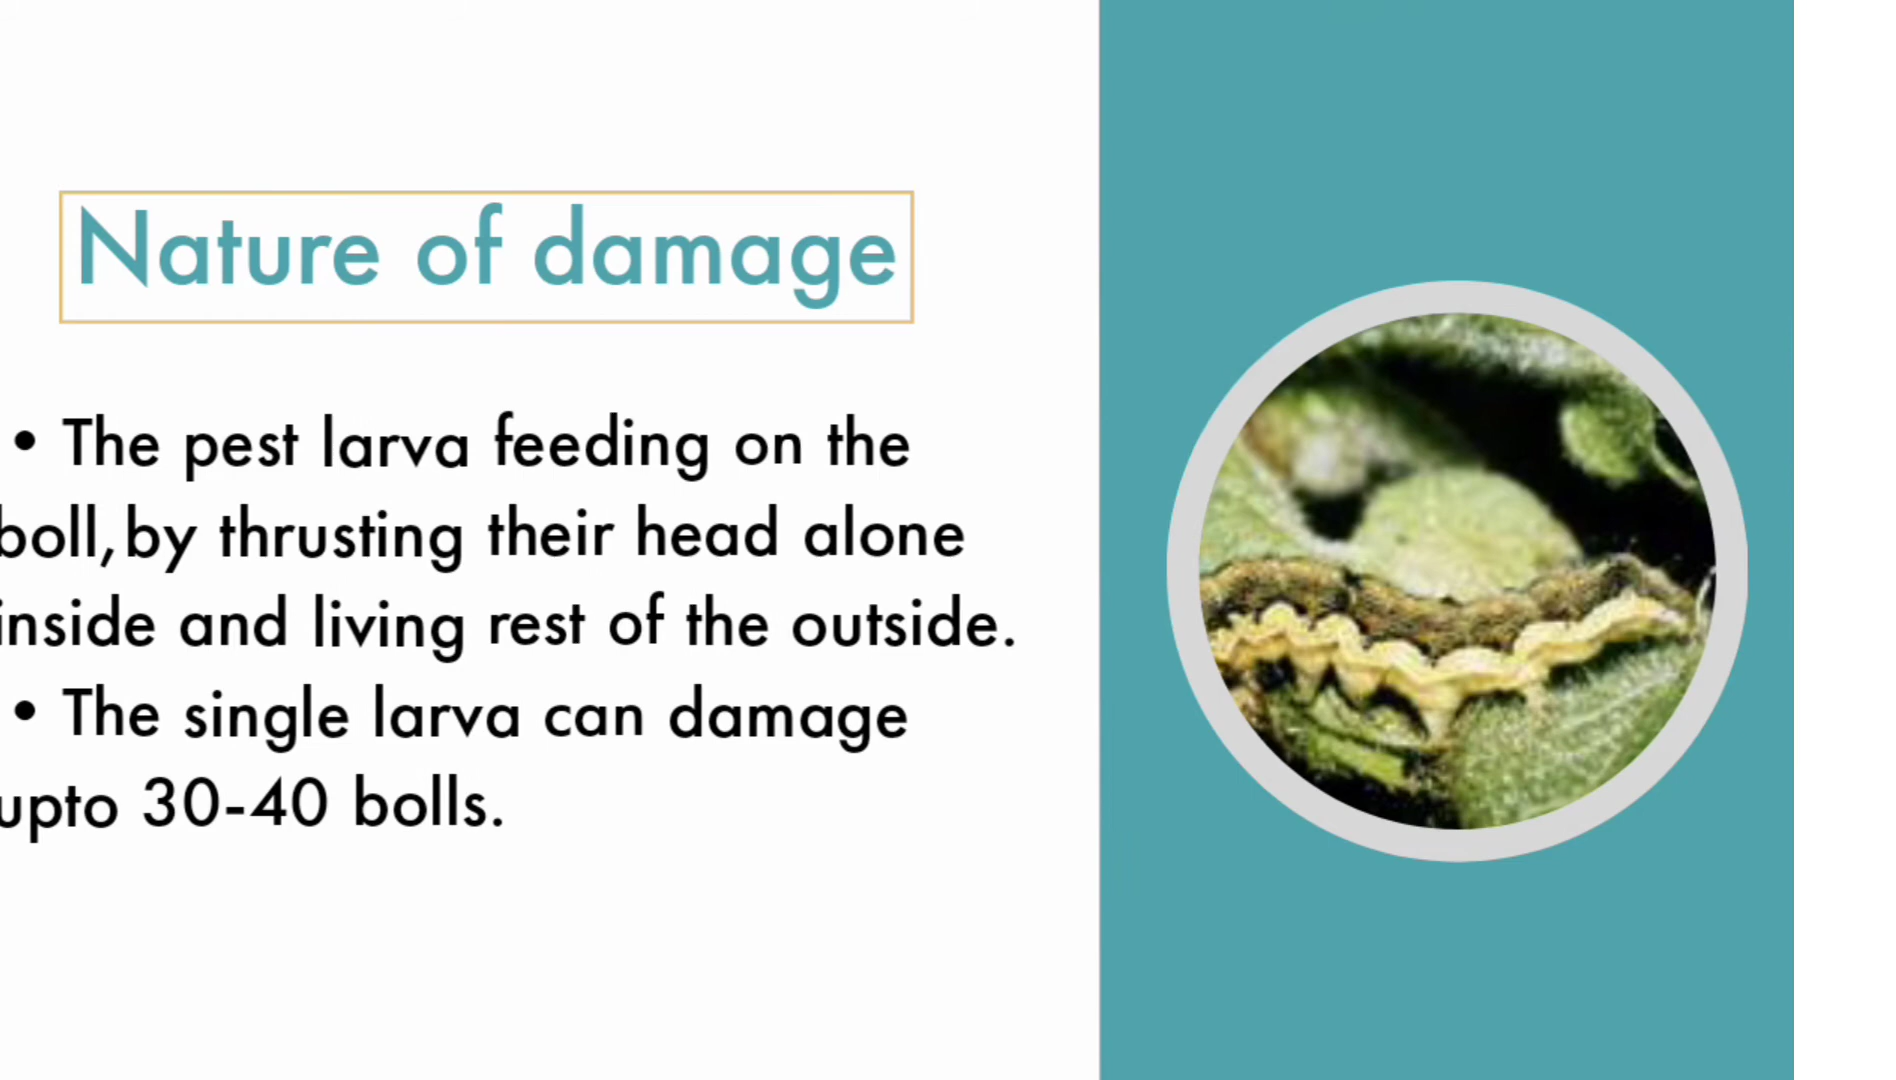 Nature of damage
• The pest larva feeding on the
boll, by thrusting their head alone
inside and living rest of the outside.
• The single larva can damage
upto 30-40 bolls.